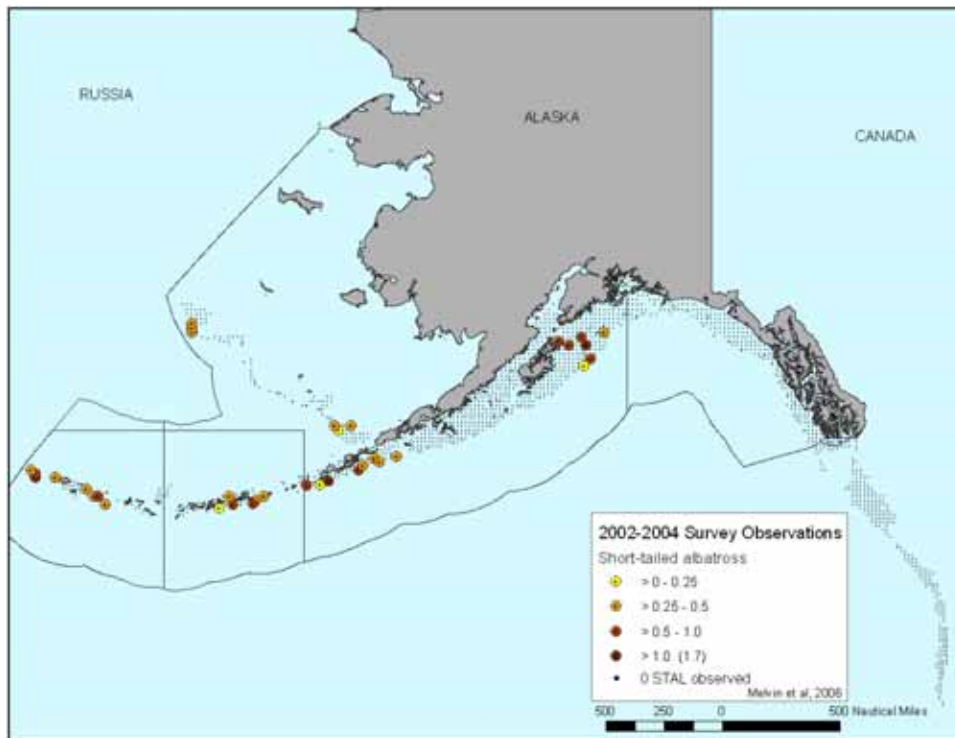 RUSSIA
ALASKA
CANADA
2002-2004 Survey Observations
Short-tailed albatross
> 0 - 0.25
> 0.25 - 0.5
> 0.5 - 1.0
> 1.0. (1.7)
0 STAL observed
Melvin et al, 2006
500 250 0 500 Nautical Miles